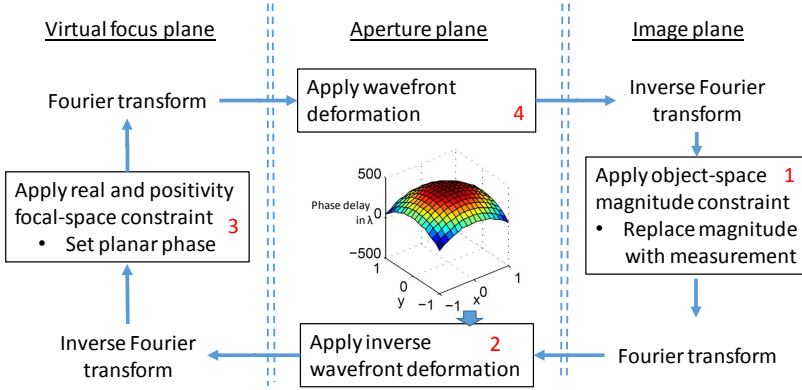 Virtual focus plane
Aperture plane
Image plane
Fourier transform
Apply wavefront
deformation
4
Inverse Fourier
transform
Apply real and positivity
focal-space constraint
• Set planar phase
3
Phase delay
in λ
500
0
−500
1
0
−1
y
−1
0
1
x
Apply object-space
magnitude constraint
• Replace magnitude
with measurement
1
Inverse Fourier
transform
Apply inverse
wavefront deformation
2
Fourier transform